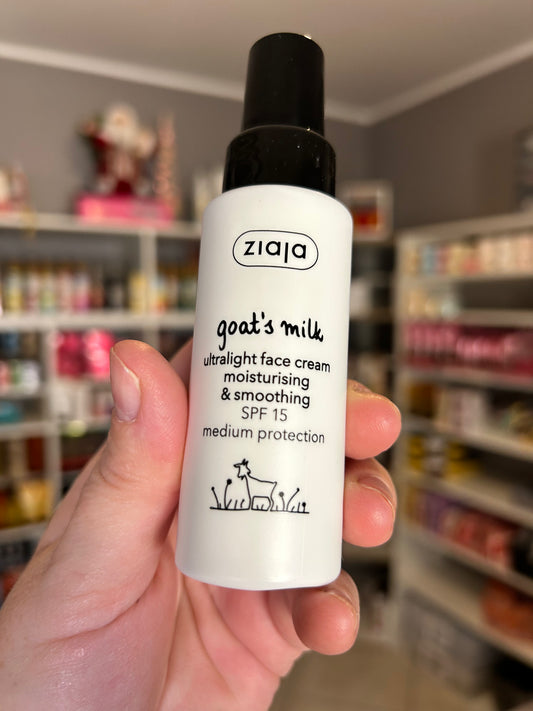 ziaja
goat's milk
ultralight face cream
moisturising
& smoothing
SPF 15
medium protection